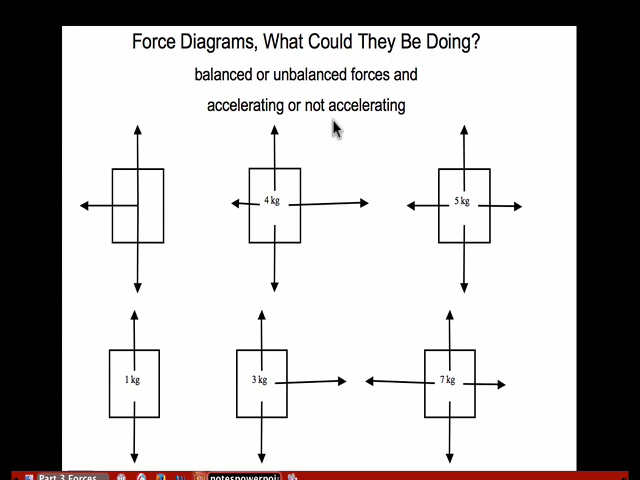 Force Diagrams, What Could They Be Doing?
balanced or unbalanced forces and
accelerating or not accelerating
4 kg
5 kg
1 kg
3 kg
7 kg
Part 3 Forces
notespowerpoi